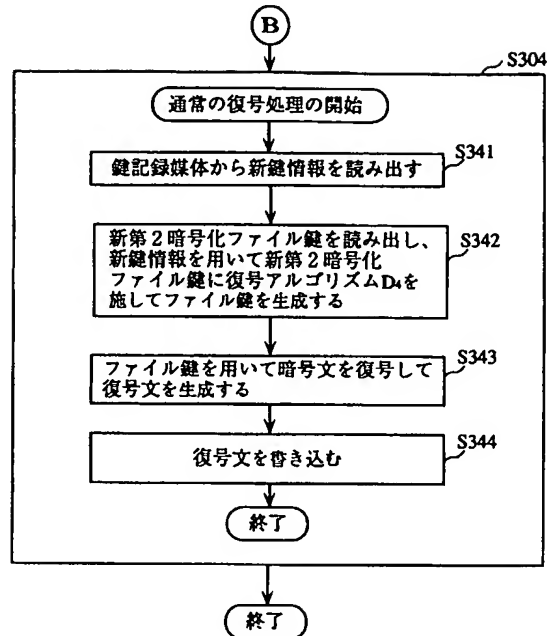 B
S304
通常の復号処理の開始
S341
鍵記録媒体から新鍵情報を読み出す
S342
新第2暗号化ファイル鍵を読み出し、
新鍵情報を用いて新第2暗号化
ファイル鍵に復号アルゴリズムD₄を
施してファイル鍵を生成する
S343
ファイル鍵を用いて暗号文を復号して
復号文を生成する
S344
復号文を書き込む
終了
終了